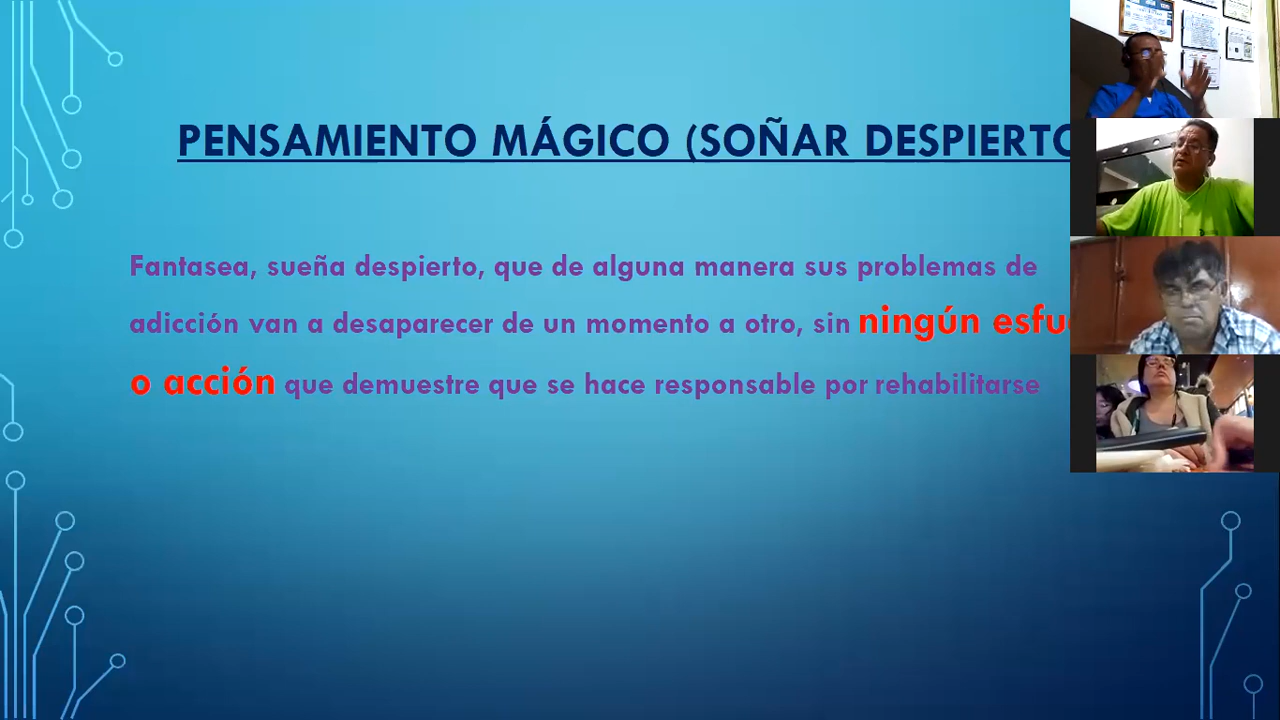 PENSAMIENTO MÁGICO (SOÑAR DESPIERTO
Fantasea, sueña despierto, que de alguna manera sus problemas de
adicción van a desaparecer de un momento a otro, sin ningún esfu
o acción que demuestre que se hace responsable por rehabilitarse